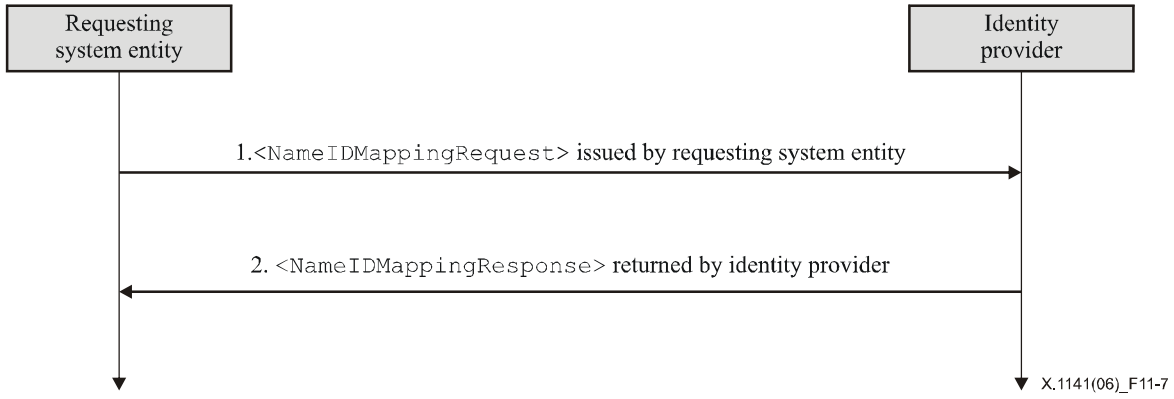 Requesting
system entity
Identity
provider
1.<NameIDMappingRequest> issued by requesting system entity
2. <NameIDMappingResponse> returned by identity provider
X.1141(06)_F11-7